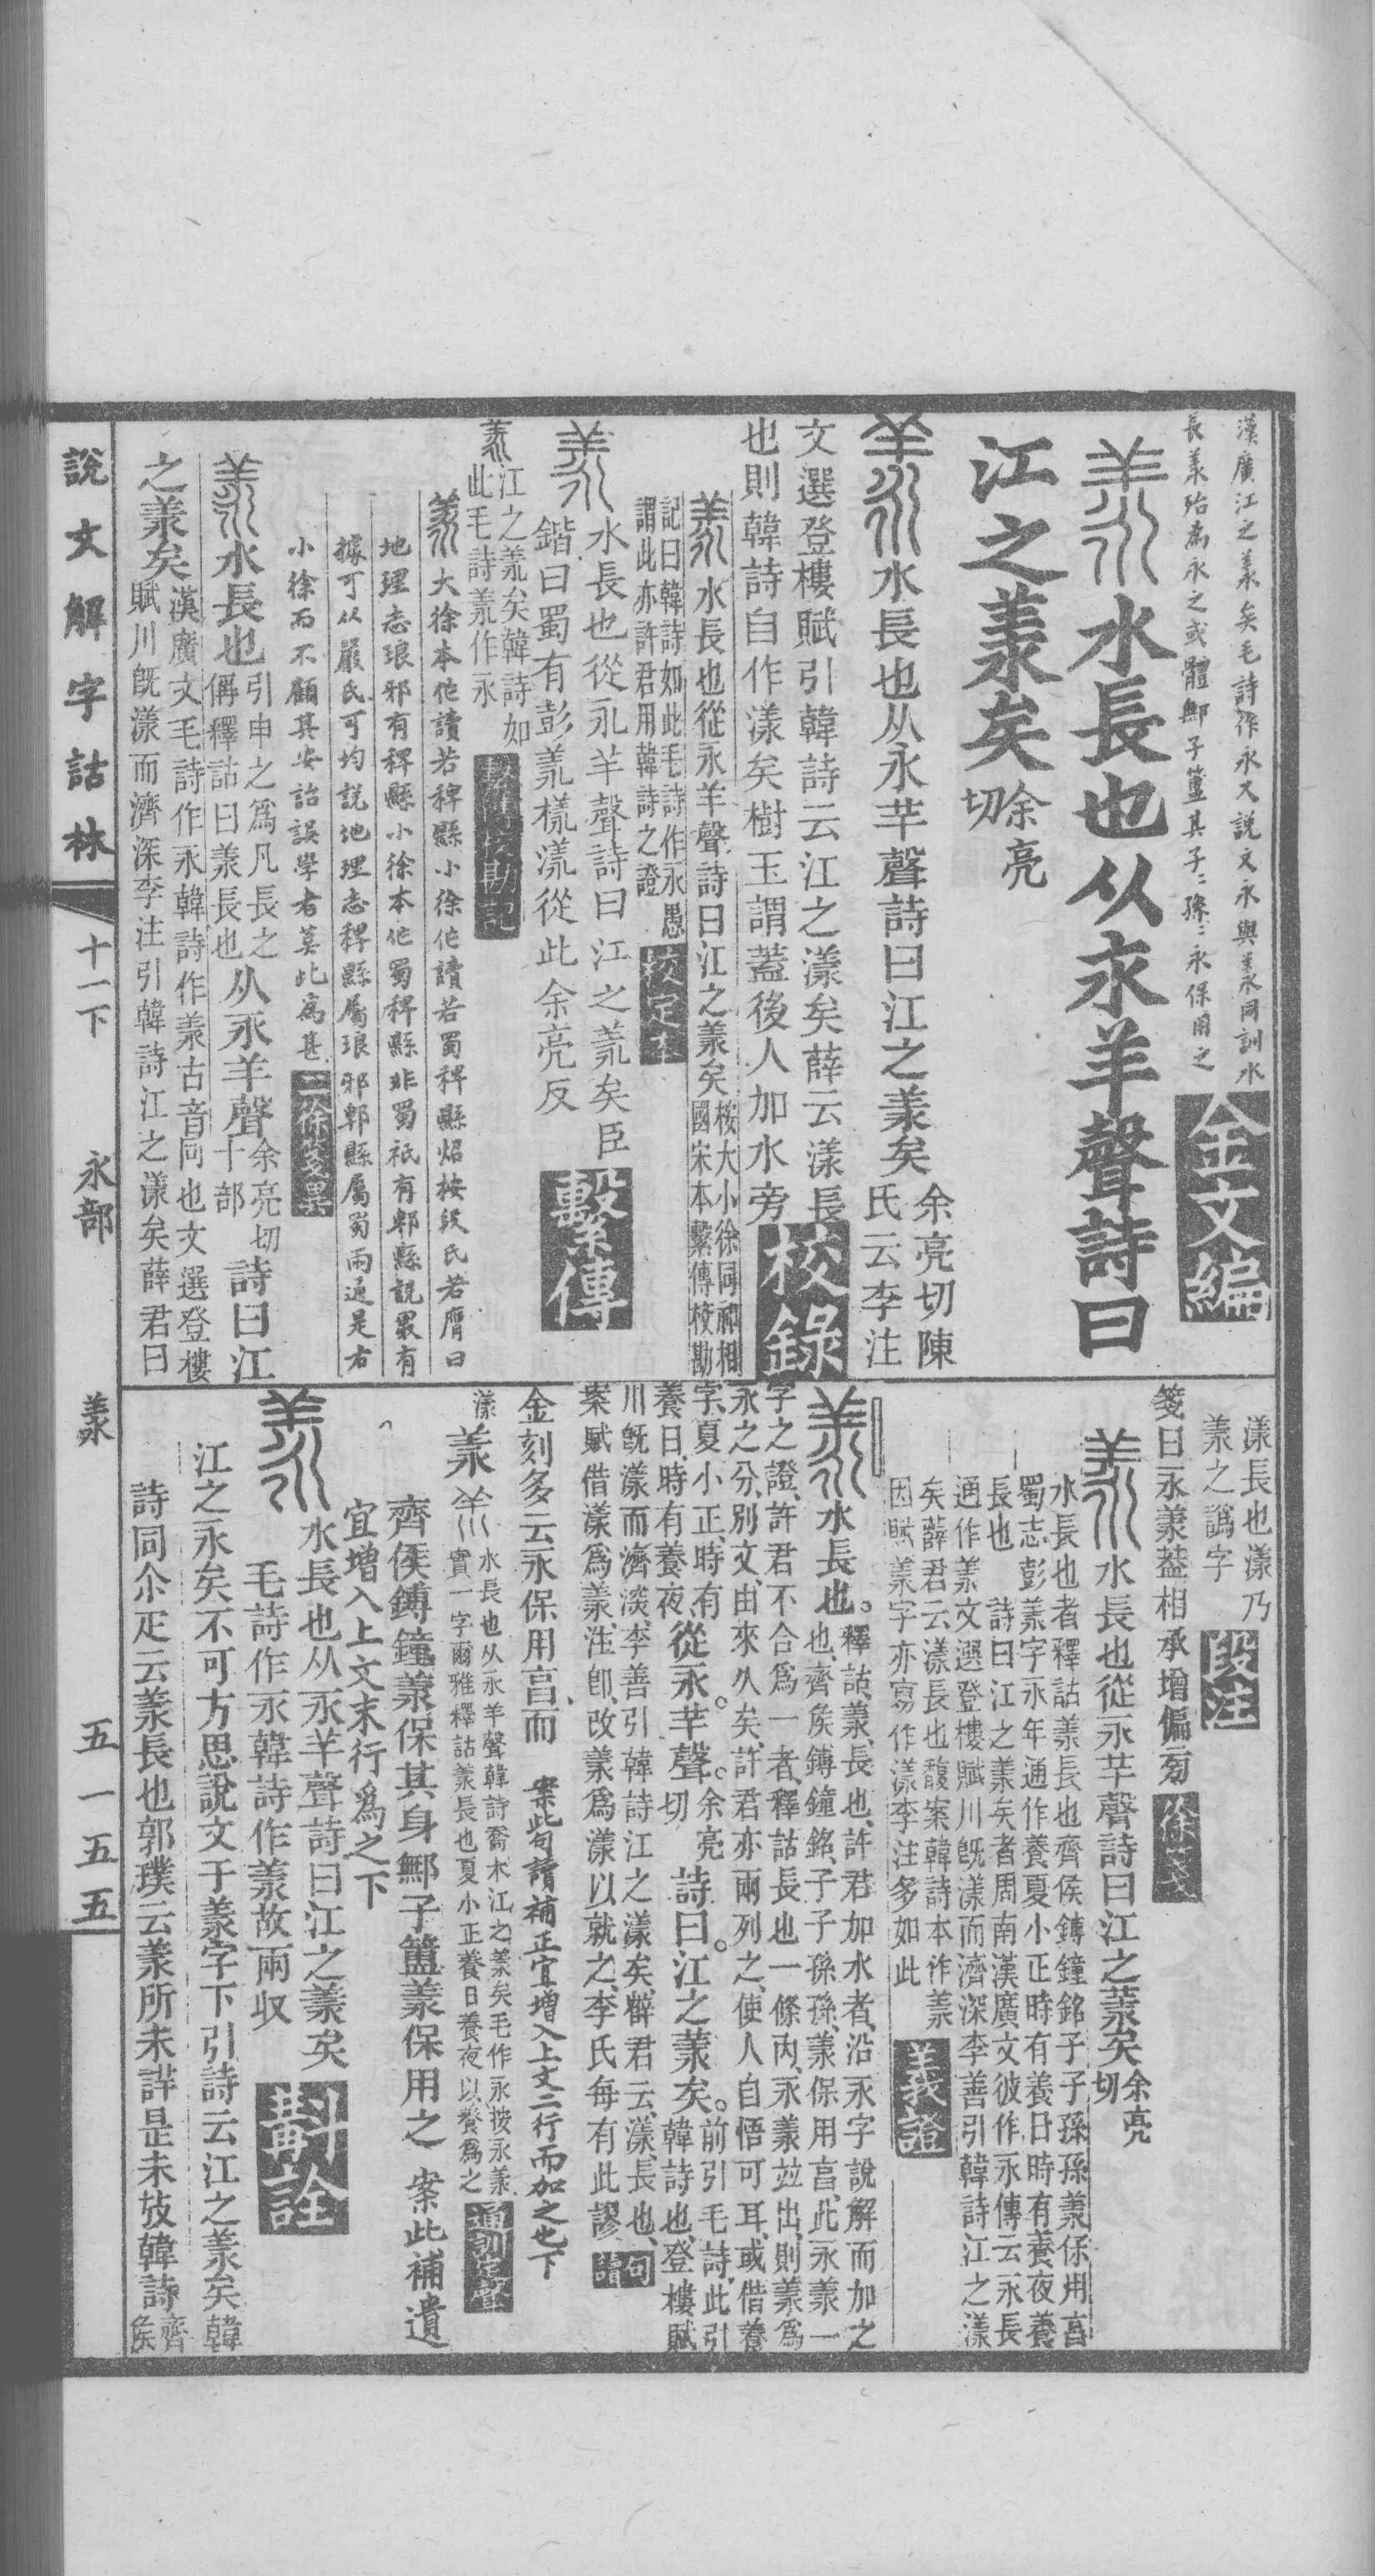 漢廣江之羕矣毛詩作永又說文永與羕同訓水
長羕殆爲永之或體鄦子簠其子二孫二永保用之
金文編
羕水長也从永羊聲詩曰
江之羕矣余亮切
羕水長也从永芉聲詩曰江之羕矣余亮切陳氏云李注
文選登樓賦引韓詩云江之漾矣薛云漾長
也則韓詩自作漾矣樹玉謂蓋後人加水旁
校錄
羕水長也從永羊聲詩曰江之羕矣桉大小徐同祁相國宋本繫傳校勘
記曰韓詩如此毛詩作永愚
謂此亦許君用韓詩之證
校定本
羕水長也從永羊聲詩曰江之羕矣臣
鍇曰蜀有彭羕樣漾從此余亮反
繫傳
羕江之羕矣韓詩如
此毛詩羕作永
繫傳校勘記
羕大徐本作讀若稗縣小徐作讀若蜀稗縣炤桉段氏若膺曰
地理志琅邪有稗縣小徐本作蜀稗縣非蜀祇有郫縣說最有
據可从嚴氏可均說地理志稗縣屬琅邪郫縣屬蜀兩通是右
小徐而不顧其安詒誤學者莫此爲甚
二徐箋異
羕水長也引申之爲凡長之偁釋詁曰羕長也从永羊聲余亮切十部詩曰江
之羕矣漢廣文毛詩作永韓詩作羕古音同也文選登樓
賦川旣漾而濟深李注引韓詩江之漾矣薛君曰
漾長也漾乃
羕之譌字
段注
箋曰永羕葢相承增偏旁
徐箋
羕水長也從永芉聲詩曰江之羕矣余亮切
水長也者釋詁羕長也齊侯鎛鐘銘子子孫孫羕保用亯
蜀志彭羕字永年通作養夏小正時有養日時有養夜養
長也 詩曰江之羕矣者周南漢廣文彼作永傳云永長
通作羕文選登樓賦川旣漾而濟深李善引韓詩江之漾
矣薛君云漾長也馥案韓詩本作羕
因賦羕字亦寫作漾李注多如此
義證
羕水長也。釋詁、羕、長也、許君加水者、沿永字說解而加之
也、齊矦鎛鐘銘、子子孫孫、羕保用亯、此永羕一
字之證、許君不合爲一者、釋詁長也一條內、永羕竝出、則羕爲
永之分別文、由來久矣、許君亦兩列之、使人自悟可耳、或借養
字、夏小正、時有
養日、時有養夜、從永。芉聲。余亮切詩曰。江之羕矣。前引毛詩、此引
韓詩也、登樓賦
川旣漾而濟淡、李善引韓詩江之漾矣、薛君云、漾、長也、
案賦借漾爲羕、注卽改羕爲漾以就之、李氏每有此謬
句讀
金刻多云永保用亯而 案此句讀補正宜增入上文二行而加之也下
漾
羕水長也从永羊聲韓詩喬木江之羕矣毛作永按永羕
實一字爾雅釋詁羕長也夏小正養日養夜以養爲之
通訓定聲
齊侯鎛鐘羕保其身鄦子簠羕保用之 案此補遺
宜增入上文末行爲之下
羕水長也从永羊聲詩曰江之羕矣
毛詩作永韓詩作羕故兩収
斠詮
江之永矣不可方思說文于羕字下引詩云江之羕矣韓
詩同尒疋云羕長也郭璞云羕所未詳是未攷韓詩齊矦
說文解字詁林
十一下
永部
羕
五一五五